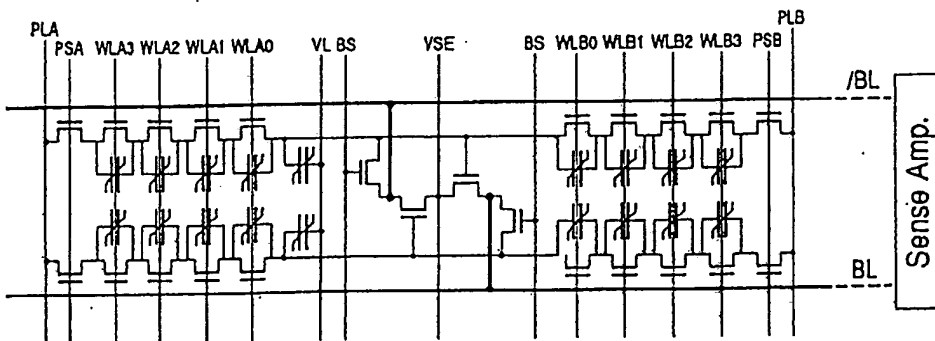 PLA PLB
PSA WLA3 WLA2 WLA1 WLA0 VL BS VSE BS WLB0 WLB1 WLB2 WLB3 PSB
/BL
BL
Sense Amp.